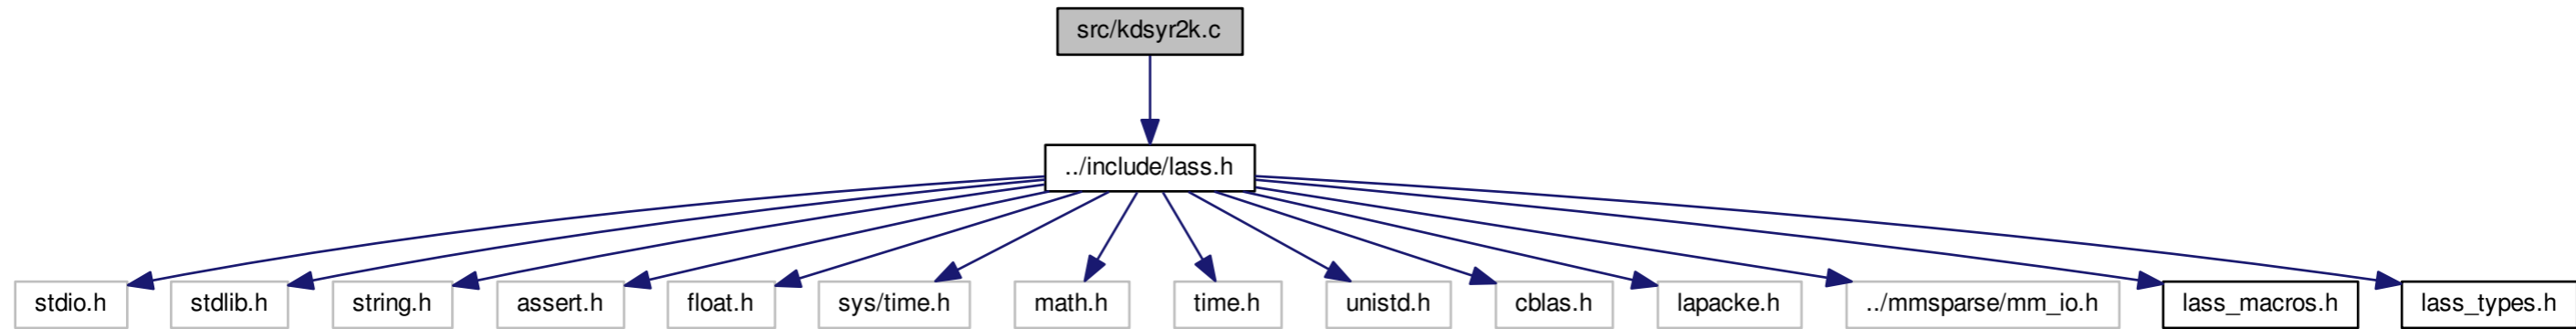 src/kdsyr2k.c
../include/lass.h
stdio.h
stdlib.h
string.h
assert.h
float.h
sys/time.h
math.h
time.h
unistd.h
cblas.h
lapacke.h
../mmsparse/mm_io.h
lass_macros.h
lass_types.h